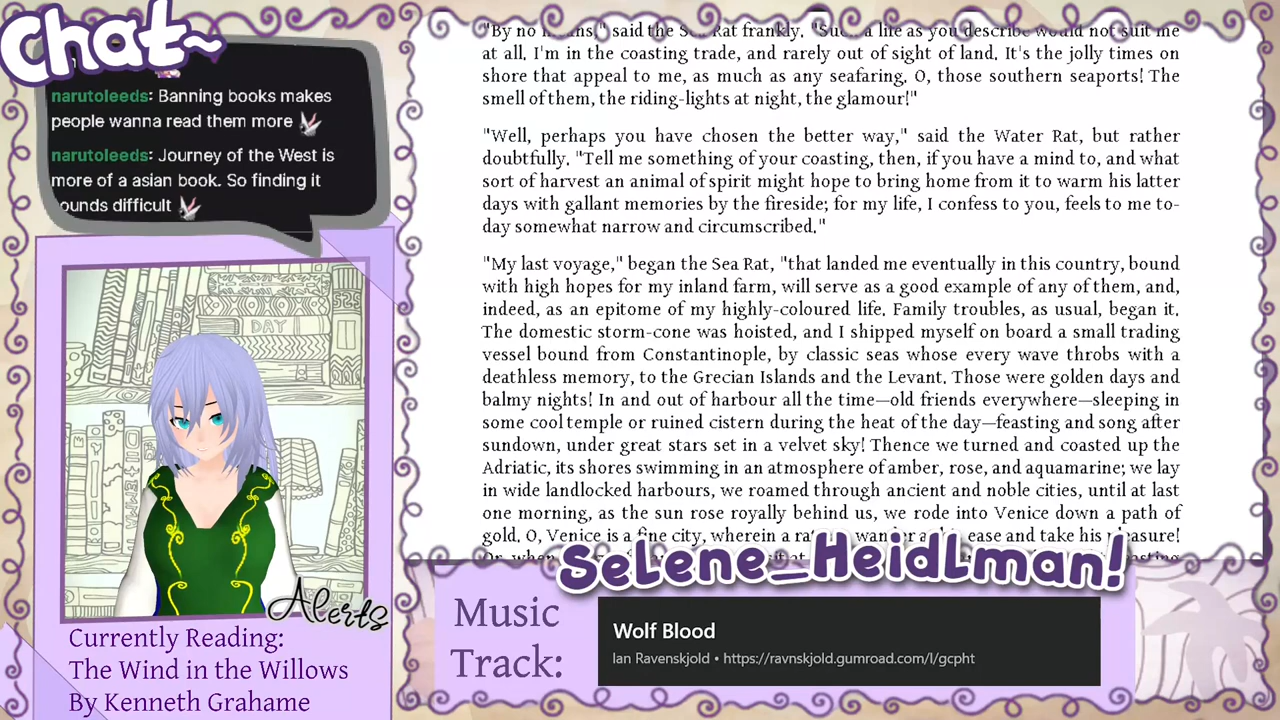 Chat~
narutoleeds: Banning books makes
people wanna read them more
narutoleeds: Journey of the West is
more of a asian book. So finding it
ounds difficult
DAY
Alerts
Currently Reading:
The Wind in the Willows
By Kenneth Grahame
"By no means," said the Sea Rat frankly. "Such a life as you describe would not suit me
at all. I'm in the coasting trade, and rarely out of sight of land. It's the jolly times on
shore that appeal to me, as much as any seafaring. O, those southern seaports! The
smell of them, the riding-lights at night, the glamour!"
"Well, perhaps you have chosen the better way," said the Water Rat, but rather
doubtfully. "Tell me something of your coasting, then, if you have a mind to, and what
sort of harvest an animal of spirit might hope to bring home from it to warm his latter
days with gallant memories by the fireside; for my life, I confess to you, feels to me to-
day somewhat narrow and circumscribed."
"My last voyage," began the Sea Rat, "that landed me eventually in this country, bound
with high hopes for my inland farm, will serve as a good example of any of them, and,
indeed, as an epitome of my highly-coloured life. Family troubles, as usual, began it.
The domestic storm-cone was hoisted, and I shipped myself on board a small trading
vessel bound from Constantinople, by classic seas whose every wave throbs with a
deathless memory, to the Grecian Islands and the Levant. Those were golden days and
balmy nights! In and out of harbour all the time—old friends everywhere—sleeping in
some cool temple or ruined cistern during the heat of the day—feasting and song after
sundown, under great stars set in a velvet sky! Thence we turned and coasted up the
Adriatic, its shores swimming in an atmosphere of amber, rose, and aquamarine; we lay
in wide landlocked harbours, we roamed through ancient and noble cities, until at last
one morning, as the sun rose royally behind us, we rode into Venice down a path of
gold. O, Venice is a fine city, wherein a rat can wander at his ease and take his pleasure!
SeLene_HeidLman!
Music
Track:
Wolf Blood
Ian Ravenskjold • https://ravnskjold.gumroad.com/l/gcpht